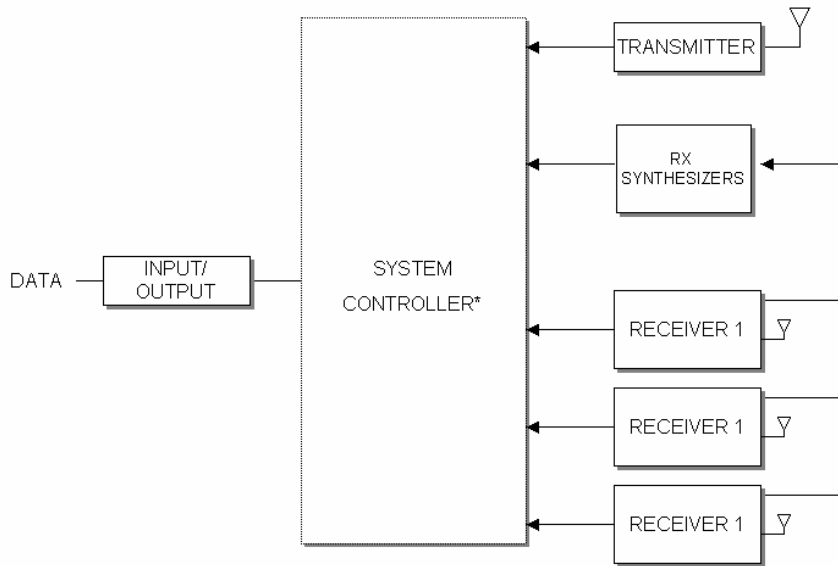 TRANSMITTER
RX
SYNTHESIZERS
DATA
INPUT/
OUTPUT
SYSTEM
CONTROLLER*
RECEIVER 1
RECEIVER 1
RECEIVER 1